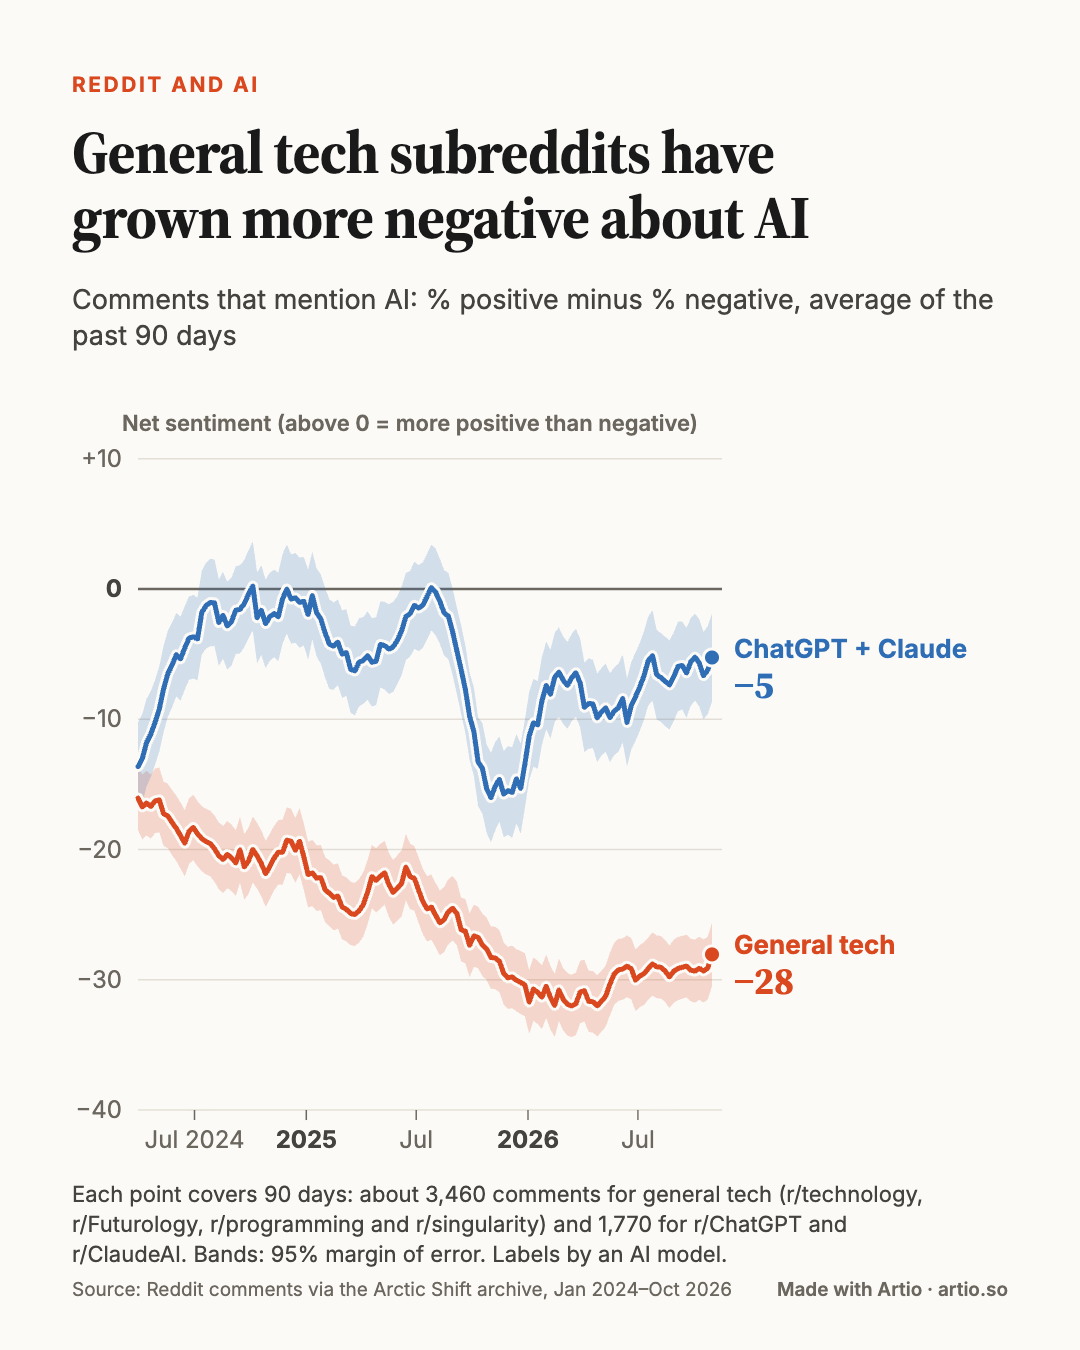 REDDIT AND AI
General tech subreddits have
grown more negative about AI
Comments that mention AI: % positive minus % negative, average of the
past 90 days
Net sentiment (above 0 = more positive than negative)
+10
0
−10
−20
−30
−40
ChatGPT + Claude
−5
General tech
−28
Jul 2024
2025
Jul
2026
Jul
Each point covers 90 days: about 3,460 comments for general tech (r/technology,
r/Futurology, r/programming and r/singularity) and 1,770 for r/ChatGPT and
r/ClaudeAI. Bands: 95% margin of error. Labels by an AI model.
Source: Reddit comments via the Arctic Shift archive, Jan 2024–Oct 2026
Made with Artio · artio.so